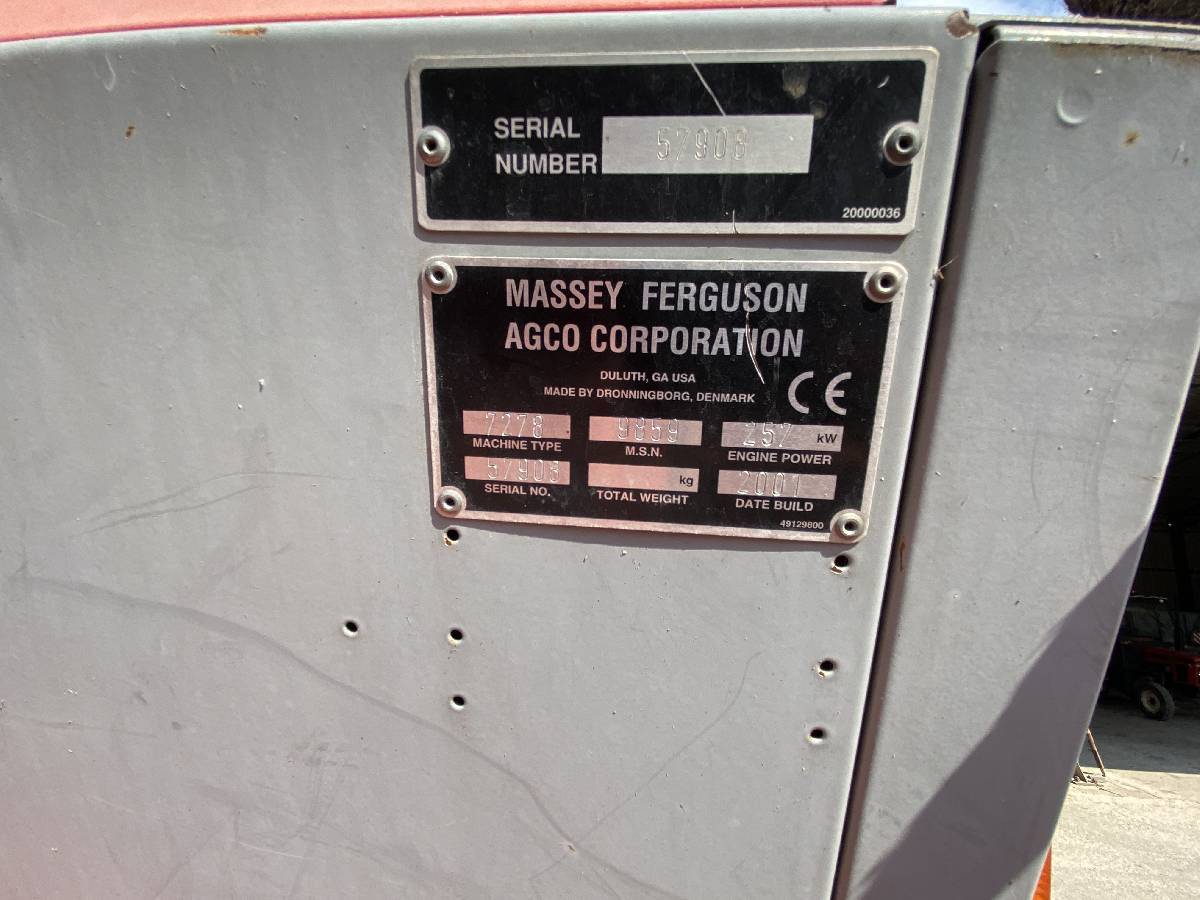 SERIAL
NUMBER 57908
20000036
MASSEY FERGUSON
AGCO CORPORATION
DULUTH, GA USA
MADE BY DRONNINGBORG, DENMARK
CE
7278 9859 257 kW
MACHINE TYPE M.S.N. ENGINE POWER
57908 kg 2001
SERIAL NO. TOTAL WEIGHT DATE BUILD
49129800